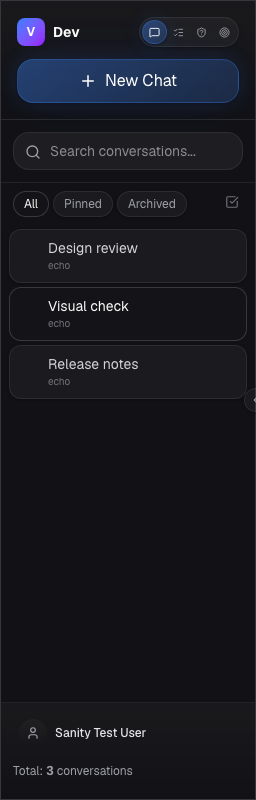 V Dev
New Chat
Search conversations...
All Pinned Archived
Design review
echo
Visual check
echo
Release notes
echo
Sanity Test User
Total: 3 conversations